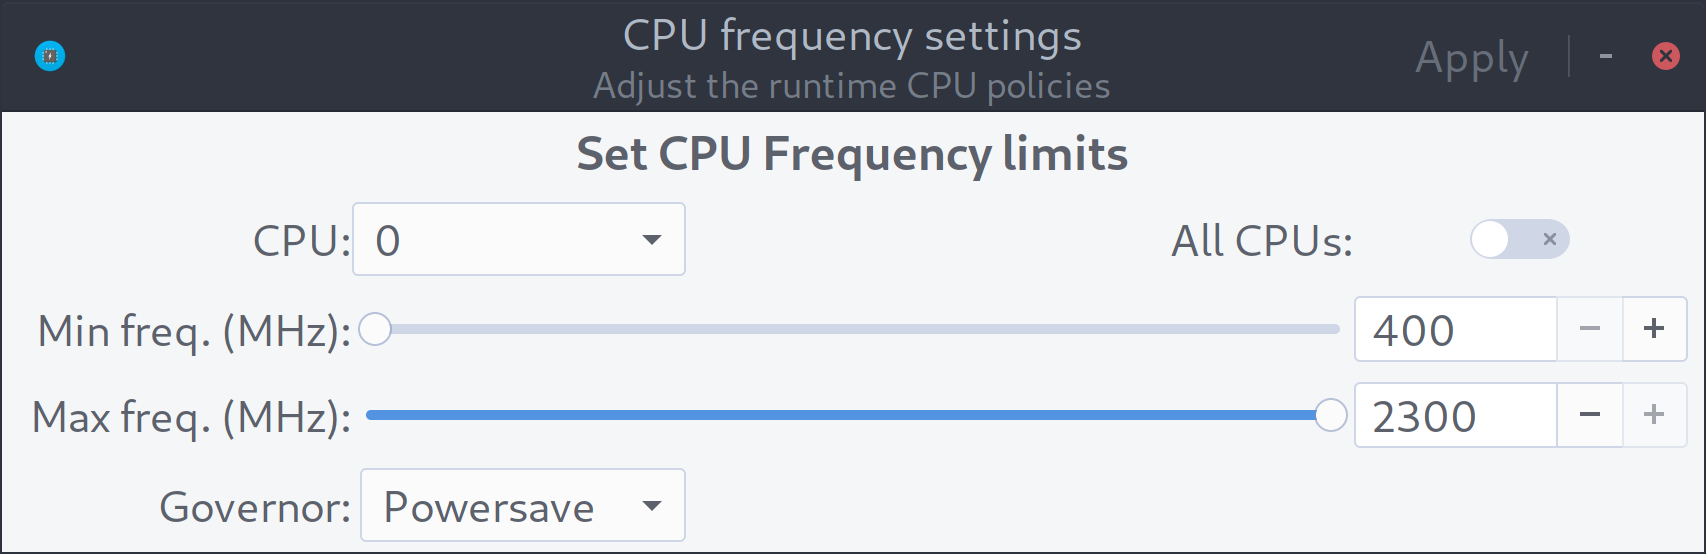 CPU frequency settings
Adjust the runtime CPU policies
Apply
Set CPU Frequency limits
CPU: 0 All CPUs:
Min freq. (MHz): 400 − +
Max freq. (MHz): 2300 − +
Governor: Powersave